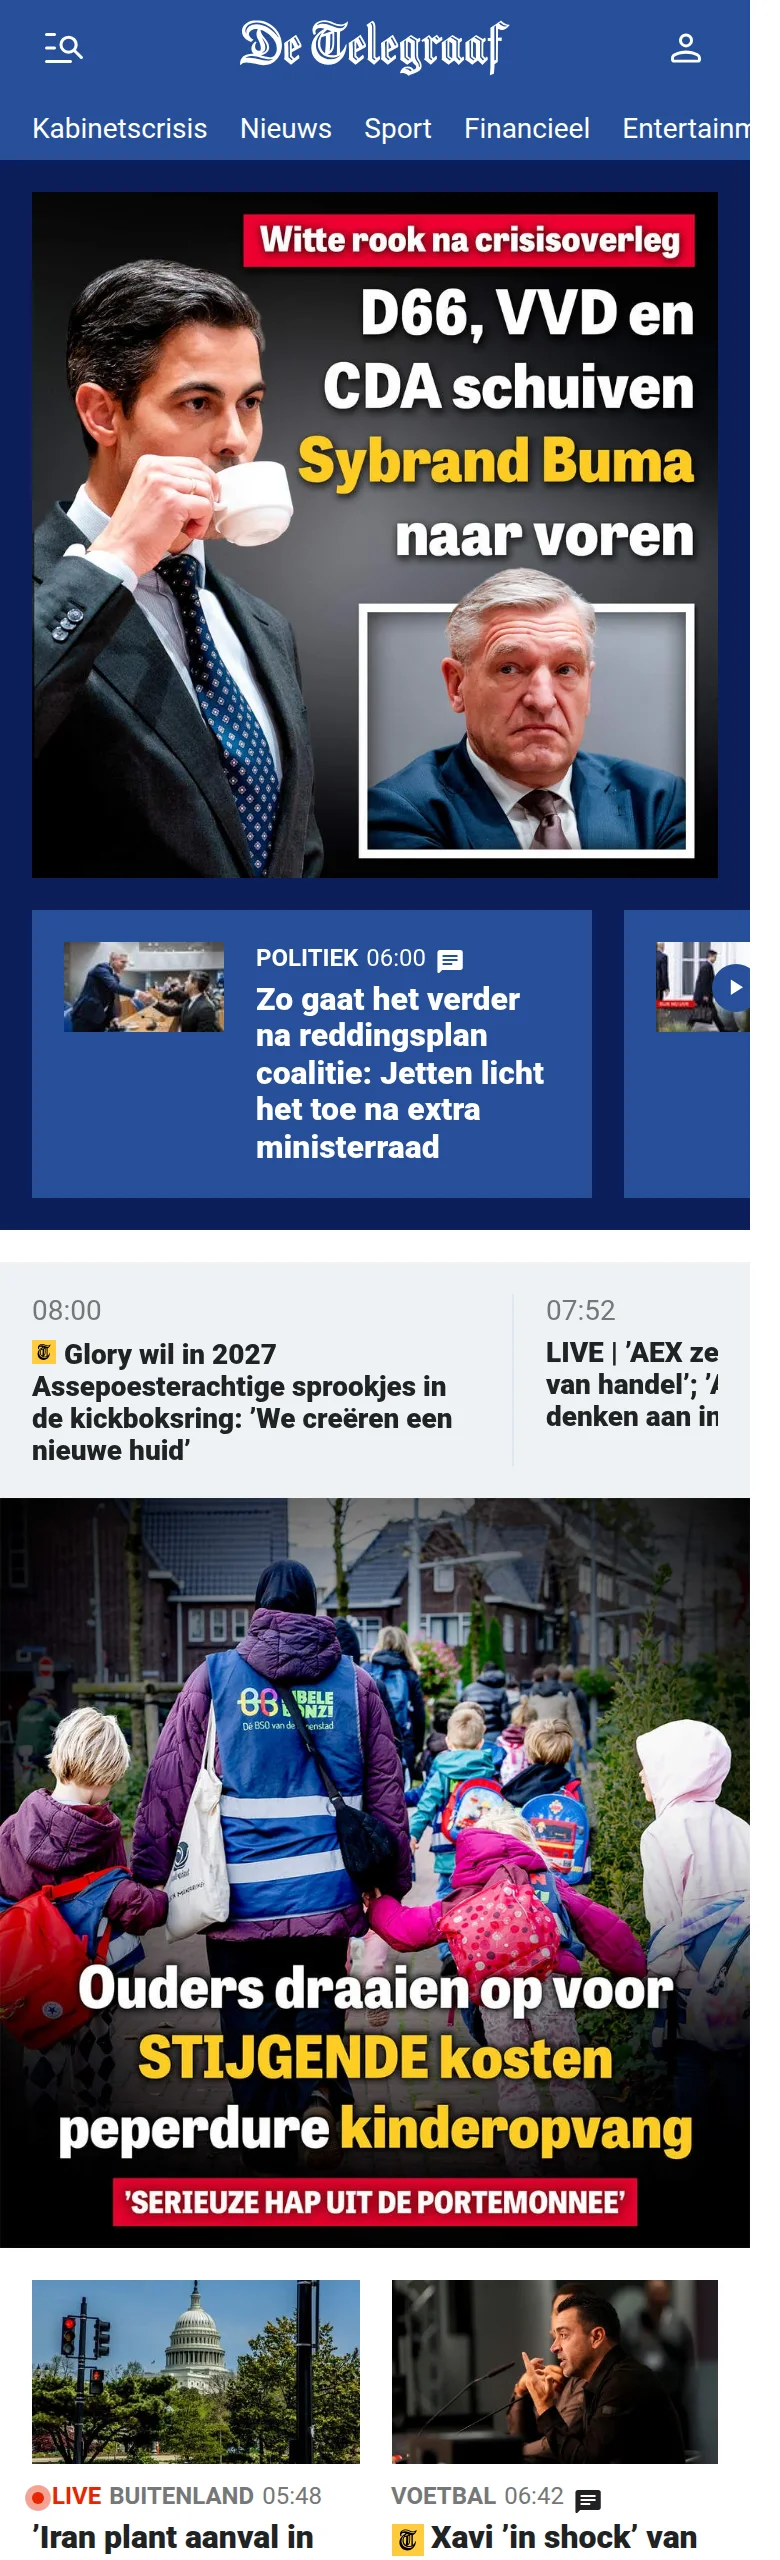 De Telegraaf
Kabinetscrisis Nieuws Sport Financieel Entertainm
Witte rook na crisisoverleg
D66, VVD en
CDA schuiven
Sybrand Buma
naar voren
POLITIEK 06:00
Zo gaat het verder
na reddingsplan
coalitie: Jetten licht
het toe na extra
ministerraad
08:00
Glory wil in 2027
Assepoesterachtige sprookjes in
de kickboksring: ’We creëren een
nieuwe huid’
07:52
LIVE | ’AEX ze
van handel’; ’A
denken aan in
Dé BSO van de
Ouders draaien op voor
STIJGENDE kosten
peperdure kinderopvang
’SERIEUZE HAP UIT DE PORTEMONNEE’
LIVE BUITENLAND 05:48
’Iran plant aanval in
VOETBAL 06:42
Xavi ’in shock’ van